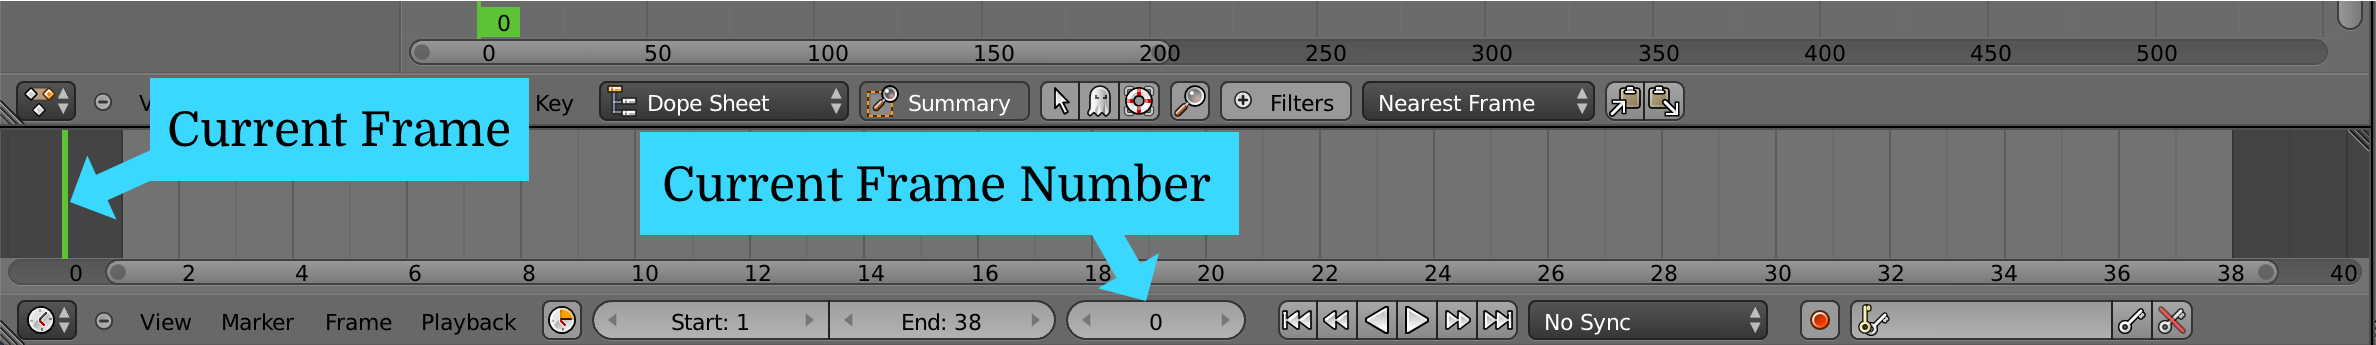 0
0 50 100 150 200 250 300 350 400 450 500
Key Dope Sheet Summary Filters Nearest Frame
Current Frame
Current Frame Number
0 2 4 6 8 10 12 14 16 18 20 22 24 26 28 30 32 34 36 38 40
View Marker Frame Playback Start: 1 End: 38 0 No Sync